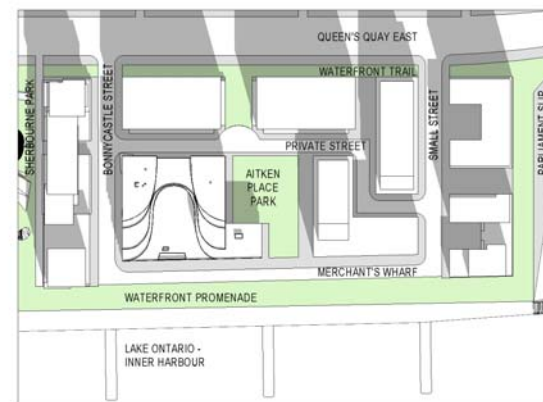 QUEEN'S QUAY EAST
WATERFRONT TRAIL
SHERBOURNE PARK
BONNYCASTLE STREET
SMALL STREET
PARLIAMENT SLIP
PRIVATE STREET
AITKEN
PLACE
PARK
MERCHANT'S WHARF
WATERFRONT PROMENADE
LAKE ONTARIO -
INNER HARBOUR